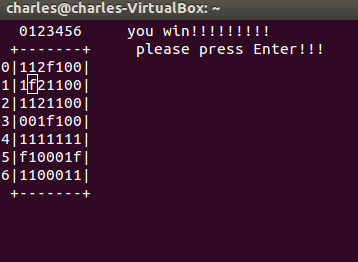 charles@charles-VirtualBox: ~
0123456 you win!!!!!!!!!
+-------+ please press Enter!!!
0|112f100|
1|1f21100|
2|1121100|
3|001f100|
4|1111111|
5|f10001f|
6|1100011|
+-------+